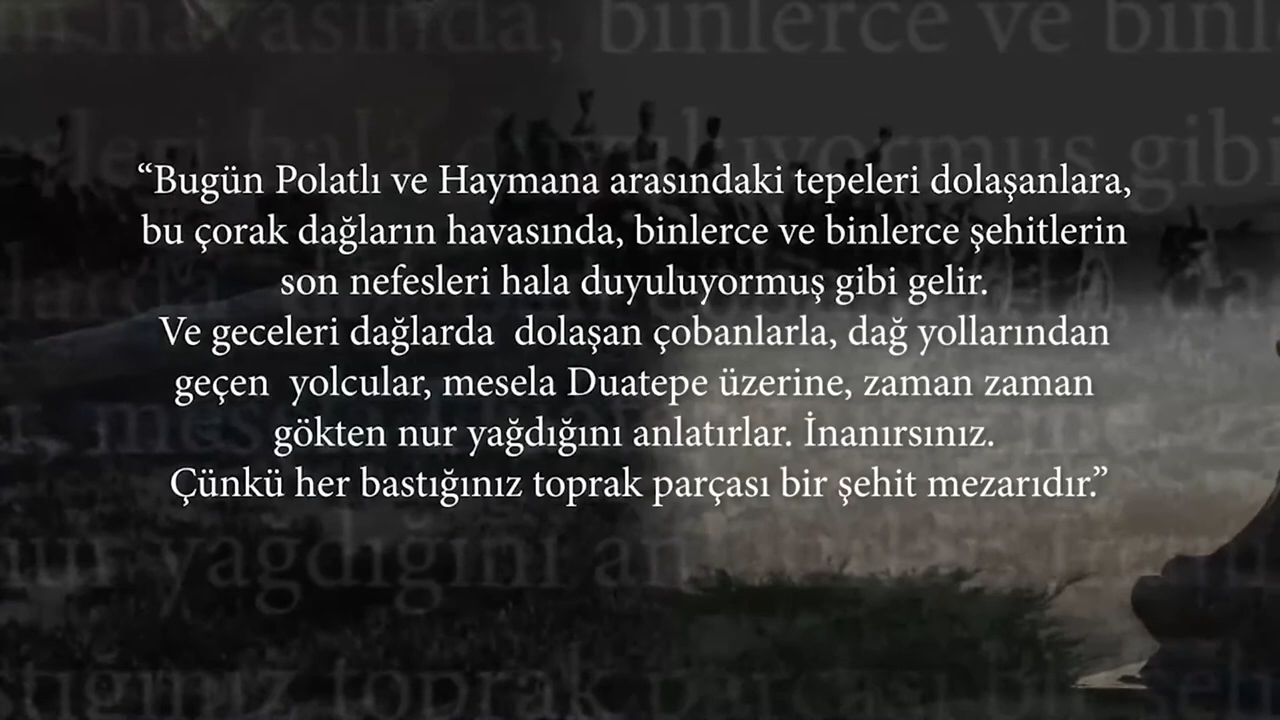 “Bugün Polatlı ve Haymana arasındaki tepeleri dolaşanlara,
bu çorak dağların havasında, binlerce ve binlerce şehitlerin
son nefesleri hala duyuluyormuş gibi gelir.
Ve geceleri dağlarda  dolaşan çobanlarla, dağ yollarından
geçen  yolcular, mesela Duatepe üzerine, zaman zaman
gökten nur yağdığını anlatırlar. İnanırsınız.
Çünkü her bastığınız toprak parçası bir şehit mezarıdır.”